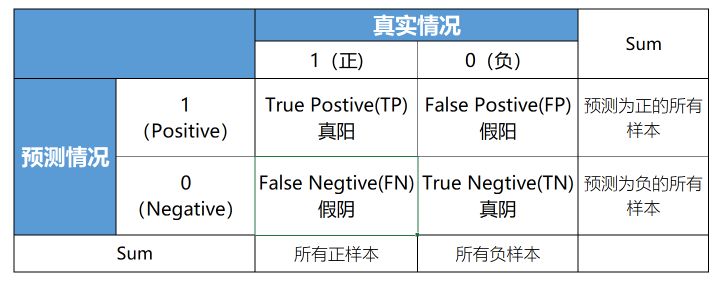 真实情况
Sum
1（正）
0（负）
预测情况
1
（Positive）
True Postive(TP)
真阳
False Postive(FP)
假阳
预测为正的所有
样本
0
（Negative）
False Negtive(FN)
假阴
True Negtive(TN)
真阴
预测为负的所有
样本
Sum
所有正样本
所有负样本